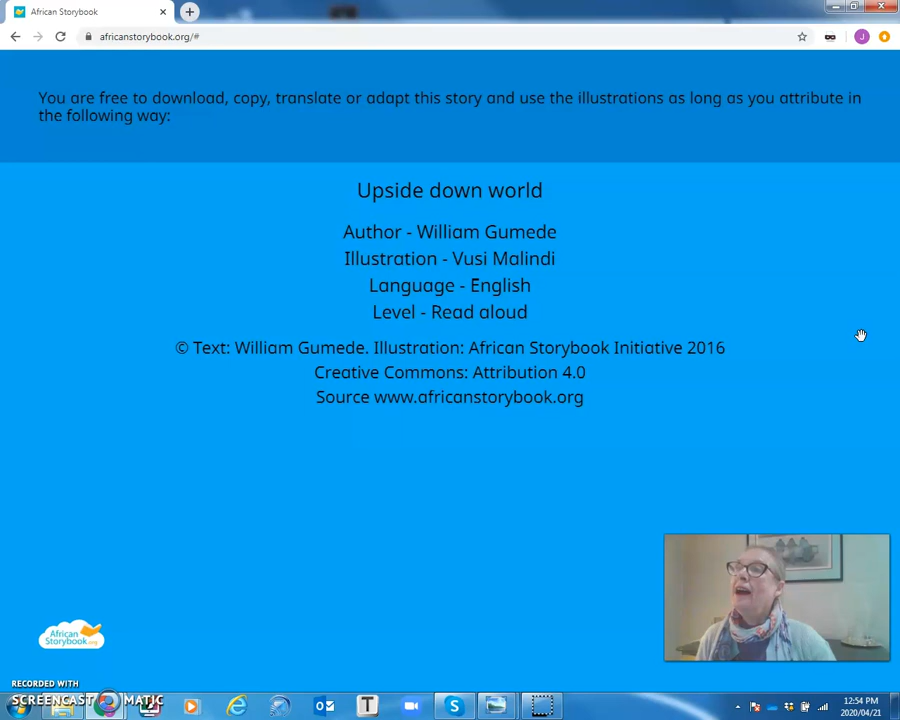 African Storybook
africanstorybook.org/#
J
You are free to download, copy, translate or adapt this story and use the illustrations as long as you attribute in
the following way:
Upside down world
Author - William Gumede
Illustration - Vusi Malindi
Language - English
Level - Read aloud
© Text: William Gumede. Illustration: African Storybook Initiative 2016
Creative Commons: Attribution 4.0
Source www.africanstorybook.org
African
Storybook.org
RECORDED WITH
SCREENCAST MATIC
T
12:54 PM
2020/04/21